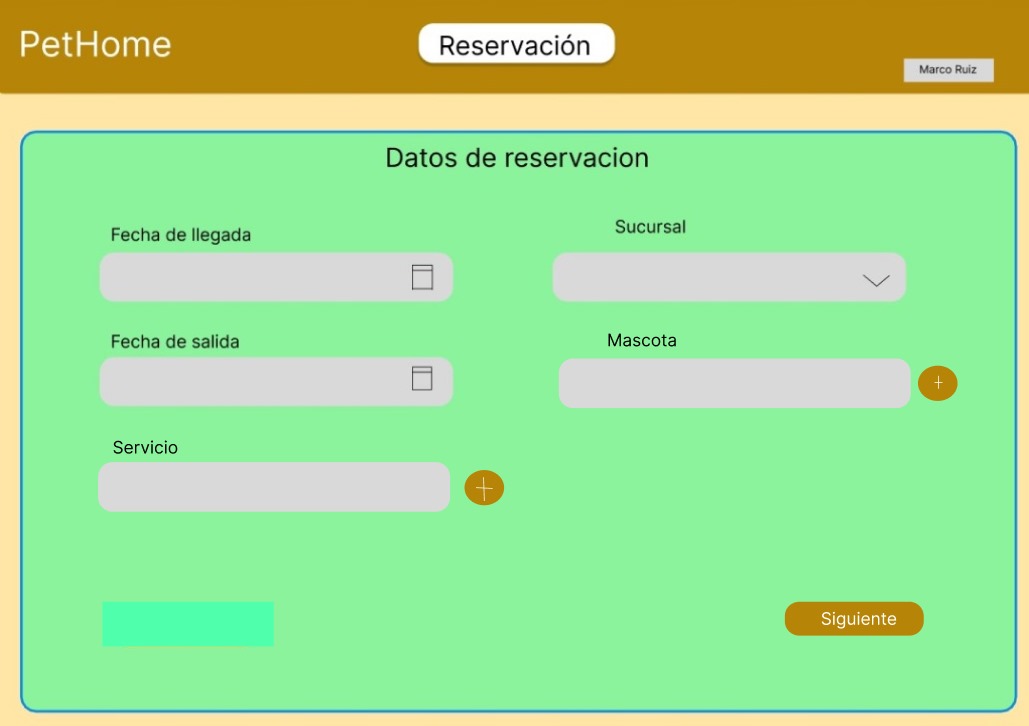 PetHome
Reservación
Marco Ruiz
Datos de reservacion
Fecha de llegada
Sucursal
Fecha de salida
Mascota
Servicio
Siguiente